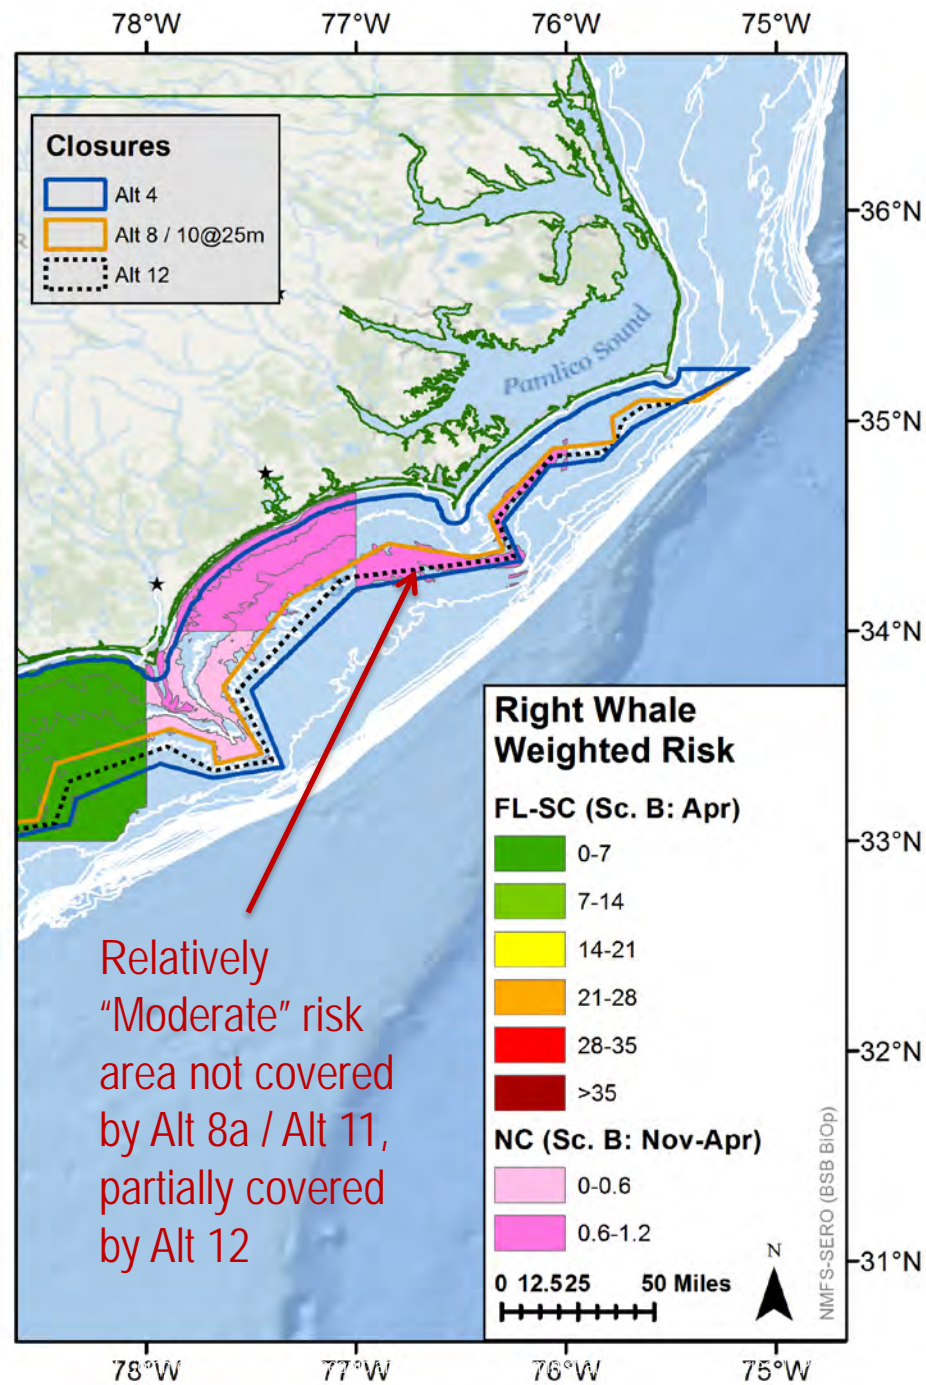 78°W 77°W 76°W 75°W
Closures
Alt 4
Alt 8 / 10@25m
Alt 12
36°N
Pamlico Sound
35°N
34°N
Right Whale
Weighted Risk
FL-SC (Sc. B: Apr)
0-7
33°N
7-14
14-21
21-28
28-35
32°N
>35
NC (Sc. B: Nov-Apr)
0-0.6
0.6-1.2
31°N
N
0 12.525 50 Miles
NMFS-SERO (BSB BiOp)
Relatively
“Moderate” risk
area not covered
by Alt 8a / Alt 11,
partially covered
by Alt 12
78°W 77°W 76°W 75°W